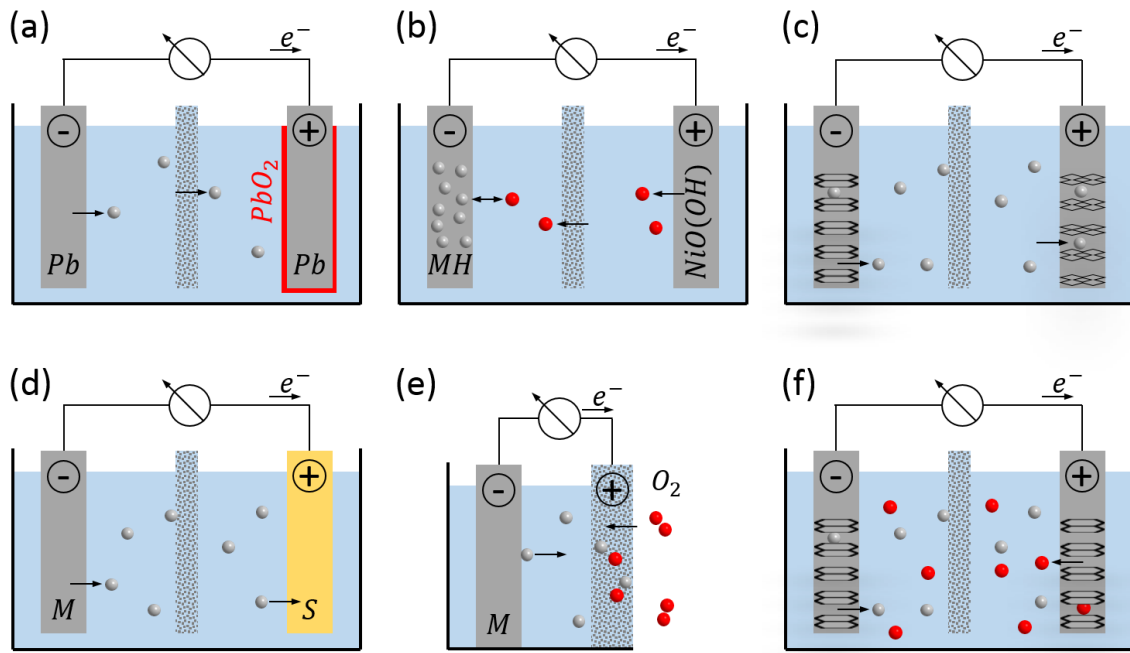 (a)
e⁻
-
+
Pb
PbO₂
Pb
(b)
e⁻
-
+
MH
NiO(OH)
(c)
e⁻
-
+
(d)
e⁻
-
+
M
S
(e)
e⁻
-
+
O₂
M
(f)
e⁻
-
+